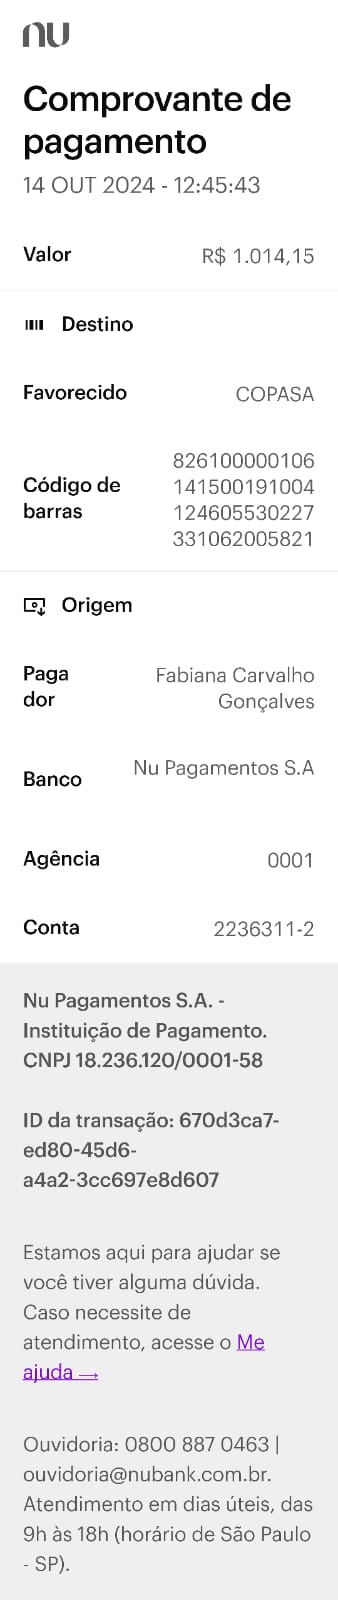 nu
Comprovante de
pagamento
14 OUT 2024 - 12:45:43
Valor R$ 1.014,15
Destino
Favorecido COPASA
Código de
barras
826100000106
141500191004
124605530227
331062005821
Origem
Paga
dor
Fabiana Carvalho
Gonçalves
Banco Nu Pagamentos S.A
Agência 0001
Conta 2236311-2
Nu Pagamentos S.A. -
Instituição de Pagamento.
CNPJ 18.236.120/0001-58
ID da transação: 670d3ca7-
ed80-45d6-
a4a2-3cc697e8d607
Estamos aqui para ajudar se
você tiver alguma dúvida.
Caso necessite de
atendimento, acesse o Me
ajuda →
Ouvidoria: 0800 887 0463 |
ouvidoria@nubank.com.br.
Atendimento em dias úteis, das
9h às 18h (horário de São Paulo
- SP).